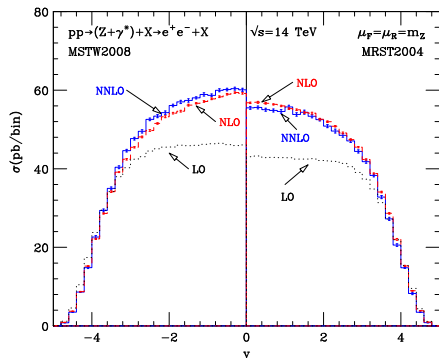 pp→(Z+γ*)+X→e⁺e⁻+X √s=14 TeV μF=μR=mZ
MSTW2008 MRST2004
80
60
40
20
0
σ(pb/bin)
NNLO
NLO
LO
NLO
NNLO
LO
−4 −2 0 2 4
y